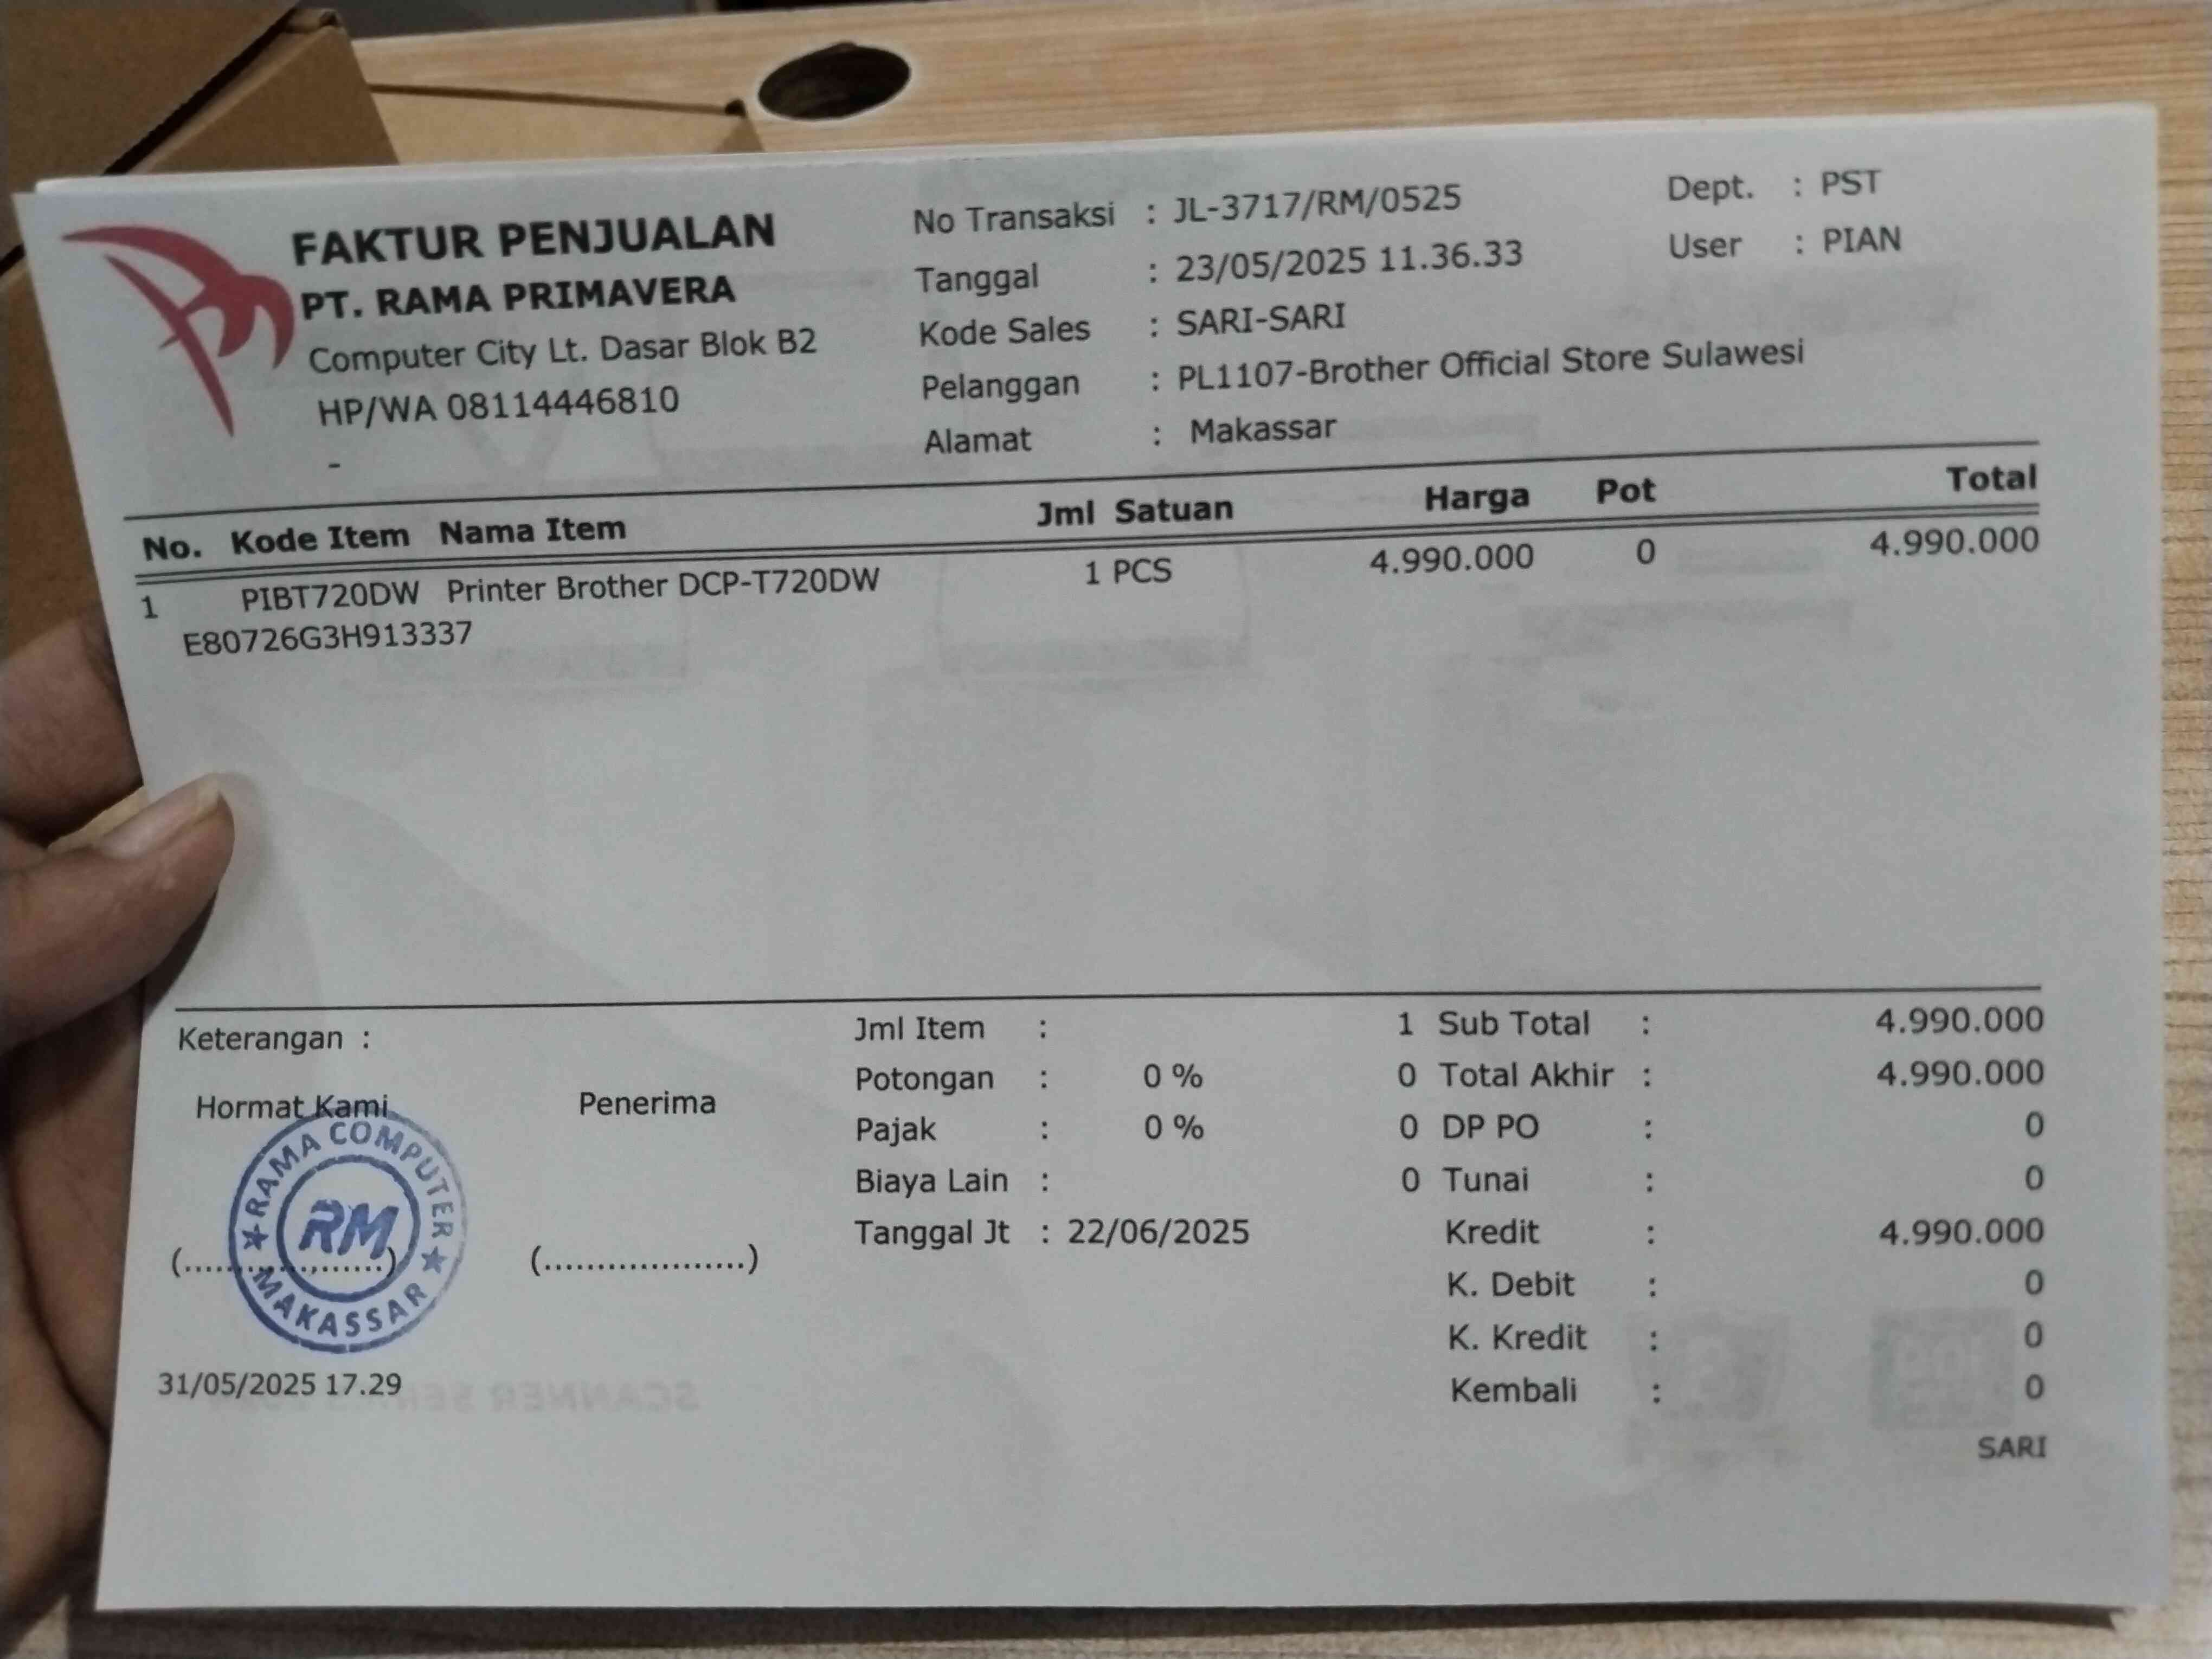 FAKTUR PENJUALAN
PT. RAMA PRIMAVERA
Computer City Lt. Dasar Blok B2
HP/WA 08114446810
-
No Transaksi : JL-3717/RM/0525
Tanggal : 23/05/2025 11.36.33
Kode Sales : SARI-SARI
Pelanggan : PL1107-Brother Official Store Sulawesi
Alamat : Makassar
Dept. : PST
User : PIAN
No. Kode Item Nama Item Jml Satuan Harga Pot Total
1 PIBT720DW Printer Brother DCP-T720DW 1 PCS 4.990.000 0 4.990.000
E80726G3H913337
Keterangan :
Hormat Kami Penerima
RAMA COMPUTER
RM
MAKASSAR
(....................) (....................)
31/05/2025 17.29
Jml Item : 1
Potongan : 0 % 0
Pajak : 0 % 0
Biaya Lain : 0
Tanggal Jt : 22/06/2025
Sub Total : 4.990.000
Total Akhir : 4.990.000
DP PO : 0
Tunai : 0
Kredit : 4.990.000
K. Debit : 0
K. Kredit : 0
Kembali : 0
SARI